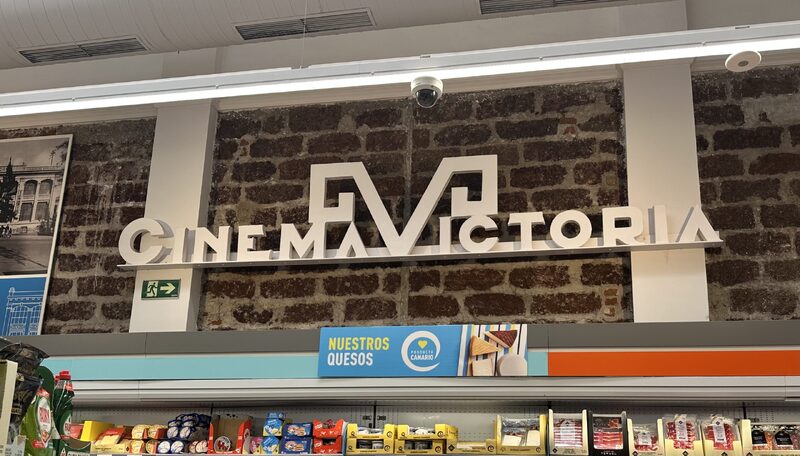 CINEMA VICTORIA
NUESTROS
QUESOS
PRODUCTO
CANARIO